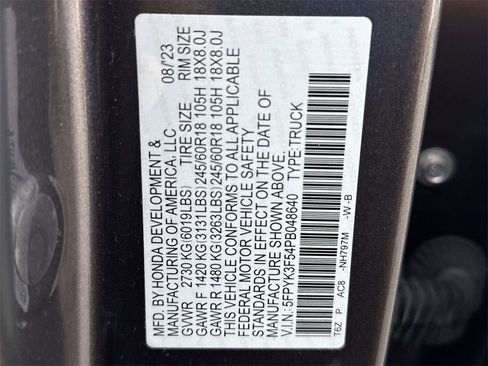 MFD. BY HONDA DEVELOPMENT &
MANUFACTURING OF AMERICA, LLC 08/'23
GVWR 2730 KG(6019LBS) TIRE SIZE RIM SIZE
GAWR F 1420 KG(3131LBS) 245/60R18 105H 18X8.0J
GAWR R 1480 KG(3263LBS) 245/60R18 105H 18X8.0J
THIS VEHICLE CONFORMS TO ALL APPLICABLE
FEDERAL MOTOR VEHICLE SAFETY
STANDARDS IN EFFECT ON THE DATE OF
MANUFACTURE SHOWN ABOVE.
V.I.N.: 5FPYK3F54PB048640 TYPE:TRUCK
T6Z P AC8 -NH797M -W-B